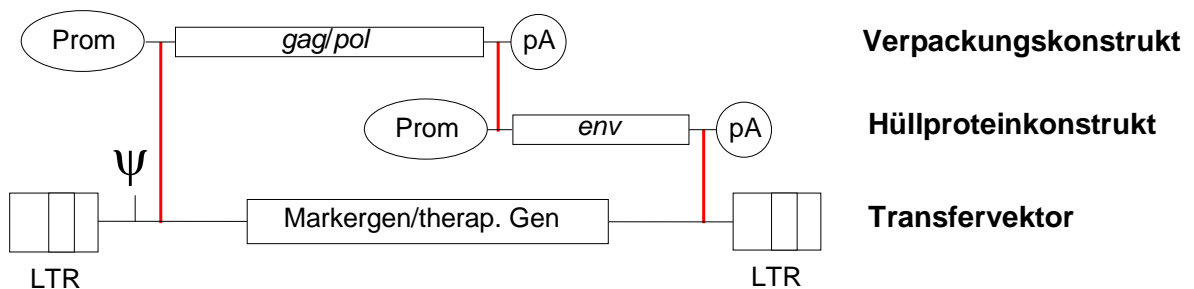 Prom gag/pol pA Verpackungskonstrukt
Prom env pA Hüllproteinkonstrukt
ψ
Markergen/therap. Gen Transfervektor
LTR LTR